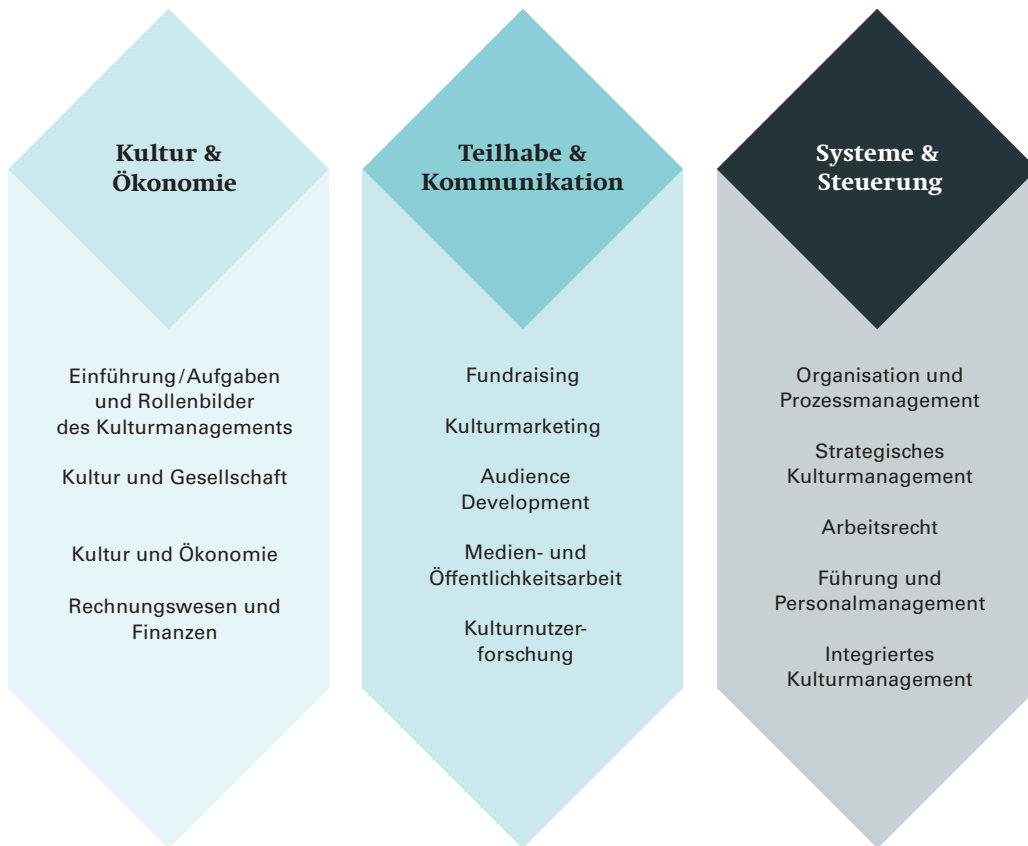 Kultur &
Ökonomie
Einführung/Aufgaben
und Rollenbilder
des Kulturmanagements
Kultur und Gesellschaft
Kultur und Ökonomie
Rechnungswesen und
Finanzen
Teilhabe &
Kommunikation
Fundraising
Kulturmarketing
Audience
Development
Medien- und
Öffentlichkeitsarbeit
Kulturnutzer-
forschung
Systeme &
Steuerung
Organisation und
Prozessmanagement
Strategisches
Kulturmanagement
Arbeitsrecht
Führung und
Personalmanagement
Integriertes
Kulturmanagement